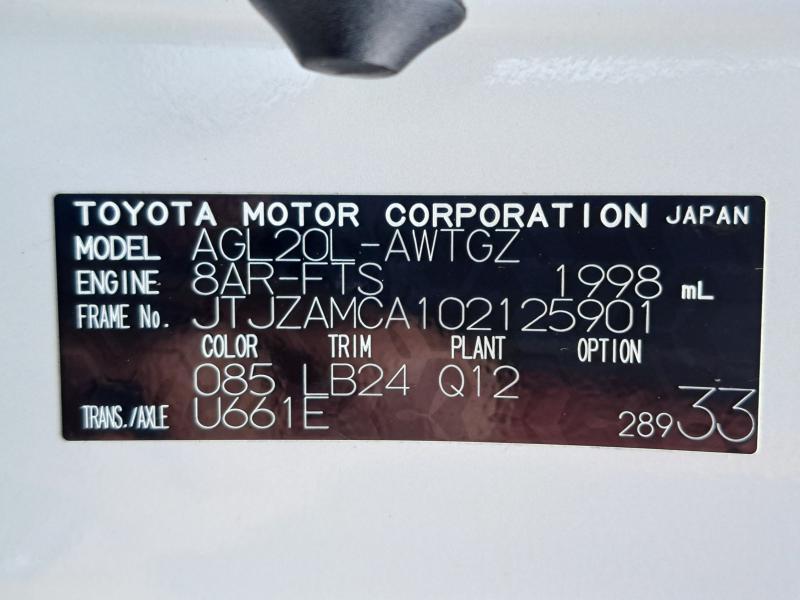 TOYOTA MOTOR CORPORATION JAPAN
MODEL AGL20L-AWTGZ
ENGINE 8AR-FTS 1998 mL
FRAME No. JTJZAMCA102125901
COLOR TRIM PLANT OPTION
085 LB24 Q12
TRANS./AXLE U661E 28933